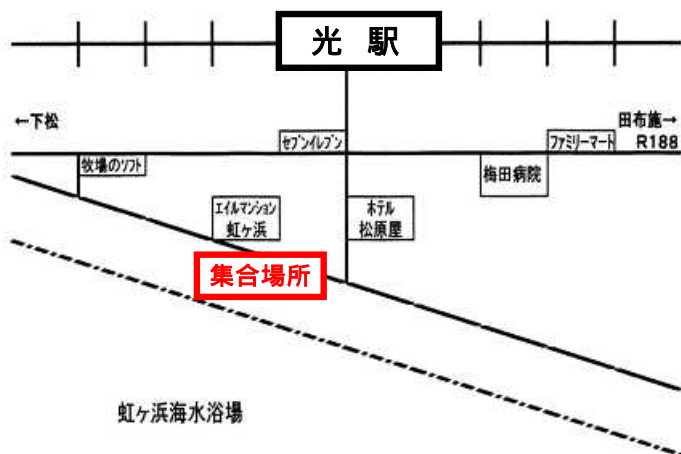 光 駅
←下松
田布施→
セブンイレブン
ファミリーマート
R188
牧場のソフト
梅田病院
エイルマンション
虹ヶ浜
ホテル
松原屋
集合場所
虹ヶ浜海水浴場